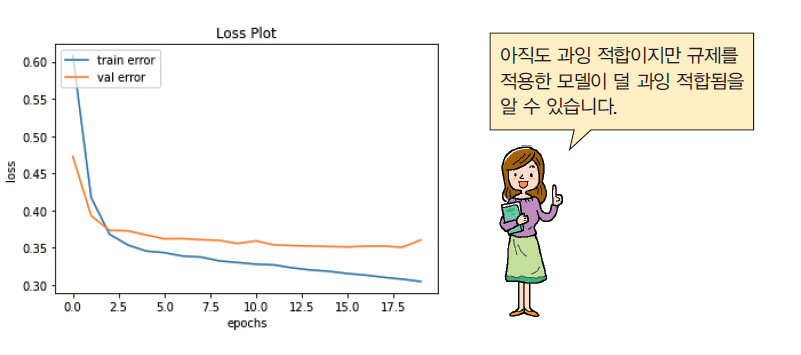 Loss Plot
train error
val error
0.60
0.55
0.50
0.45
0.40
0.35
0.30
loss
0.0 2.5 5.0 7.5 10.0 12.5 15.0 17.5
epochs
아직도 과잉 적합이지만 규제를
적용한 모델이 덜 과잉 적합됨을
알 수 있습니다.